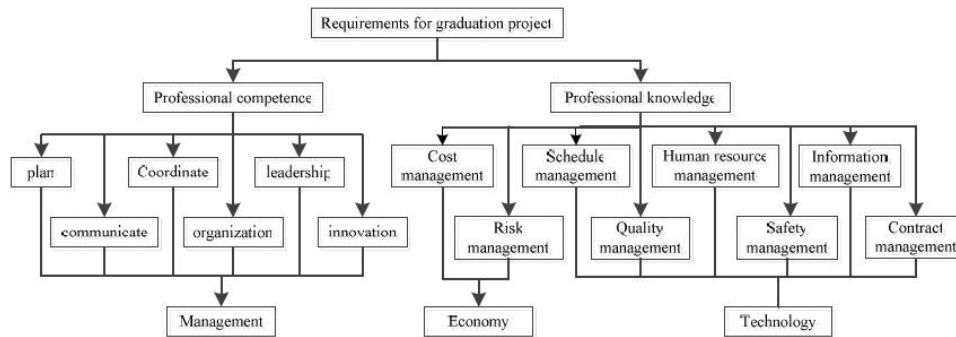 Requirements for graduation project
Professional competence
Professional knowledge
plan
Coordinate
leadership
communicate
organization
innovation
Cost
management
Schedule
management
Human resource
management
Information
management
Risk
management
Quality
management
Safety
management
Contract
management
Management
Economy
Technology